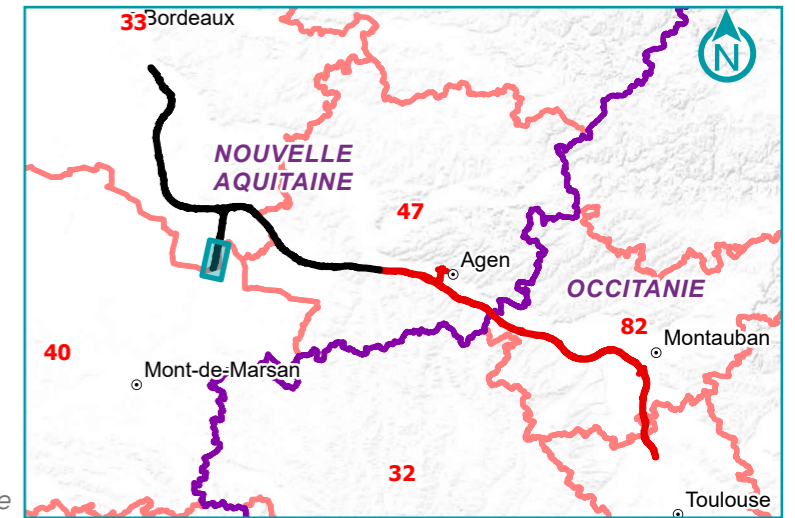 33
Bordeaux
N
NOUVELLE
AQUITAINE
47
Agen
OCCITANIE
82
Montauban
40
Mont-de-Marsan
32
e
Toulouse